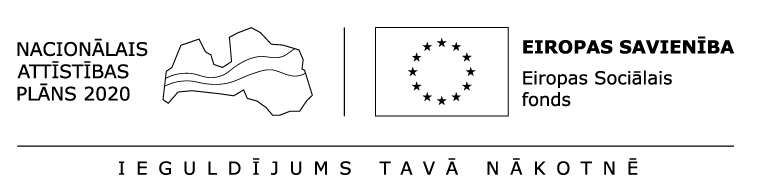 NACIONĀLAIS
ATTĪSTĪBAS
PLĀNS 2020
EIROPAS SAVIENĪBA
Eiropas Sociālais
fonds
IEGULDĪJUMS TAVĀ NĀKOTNĒ